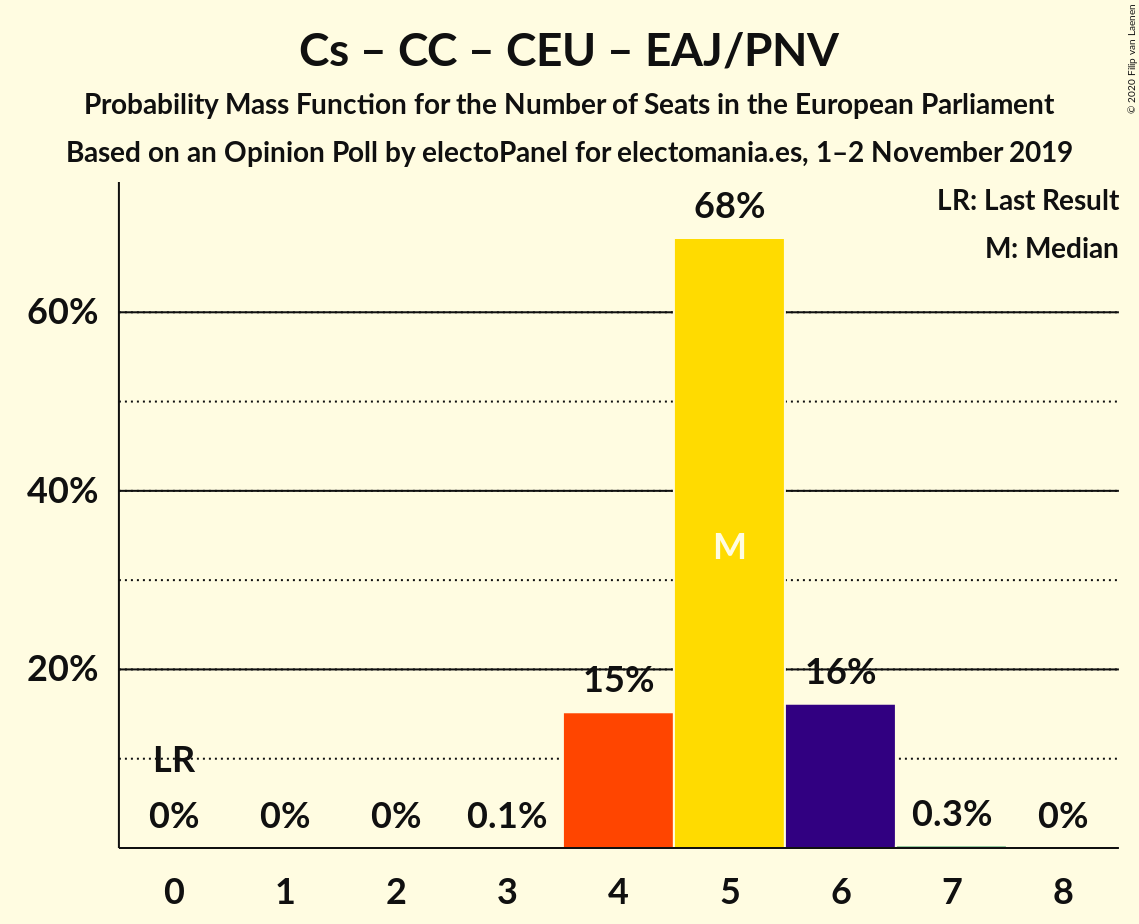 Cs – CC – CEU – EAJ/PNV
Probability Mass Function for the Number of Seats in the European Parliament
Based on an Opinion Poll by electoPanel for electomania.es, 1–2 November 2019
© 2020 Filip van Laenen
LR: Last Result
M: Median
68%
60%
40%
M
20%
15%
16%
LR
0%
0%
0%
0.1%
0.3%
0%
0 1 2 3 4 5 6 7 8